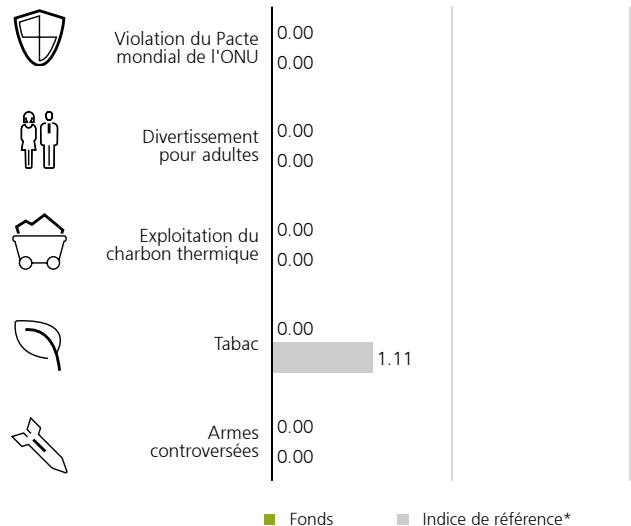 Violation du Pacte
mondial de l'ONU
0.00
0.00
Divertissement
pour adultes
0.00
0.00
Exploitation du
charbon thermique
0.00
0.00
Tabac
0.00
1.11
Armes
controversées
0.00
0.00
Fonds
Indice de référence*